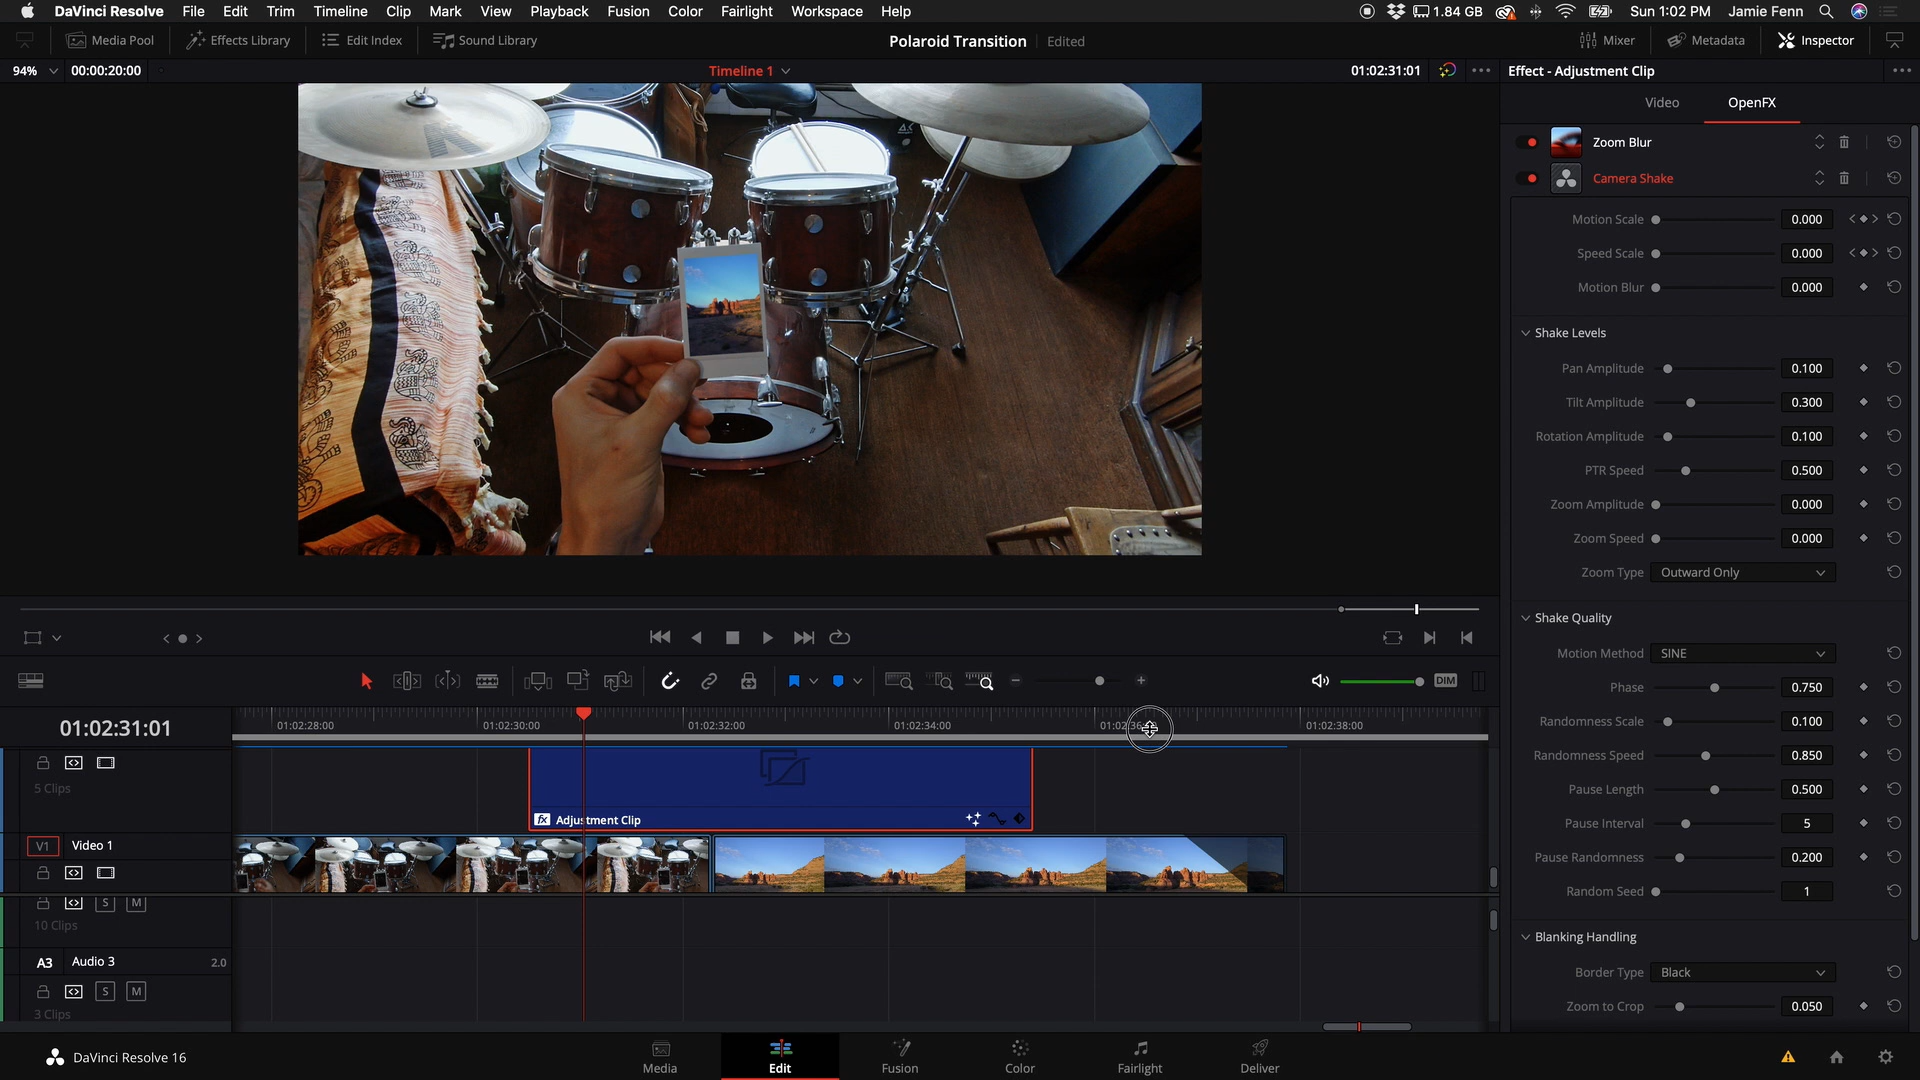 DaVinci Resolve File Edit Trim Timeline Clip Mark View Playback Fusion Color Fairlight Workspace Help 1.84 GB Sun 1:02 PM Jamie Fenn
Media Pool Effects Library Edit Index Sound Library Polaroid Transition Edited Mixer Metadata Inspector
94% 00:00:20:00 Timeline 1 01:02:31:01 Effect - Adjustment Clip
Video OpenFX
Zoom Blur
Camera Shake
Motion Scale 0.000
Speed Scale 0.000
Motion Blur 0.000
Shake Levels
Pan Amplitude 0.100
Tilt Amplitude 0.300
Rotation Amplitude 0.100
PTR Speed 0.500
Zoom Amplitude 0.000
Zoom Speed 0.000
Zoom Type Outward Only
Shake Quality
Motion Method SINE
Phase 0.750
Randomness Scale 0.100
Randomness Speed 0.850
Pause Length 0.500
Pause Interval 5
Pause Randomness 0.200
Random Seed 1
Blanking Handling
Border Type Black
Zoom to Crop 0.050
DIM
01:02:31:01 01:02:28:00 01:02:30:00 01:02:32:00 01:02:34:00 01:02:36 01:02:38:00
5 Clips
fx Adjustment Clip
V1 Video 1
S M
10 Clips
A3 Audio 3 2.0
S M
3 Clips
DaVinci Resolve 16 Media Edit Fusion Color Fairlight Deliver